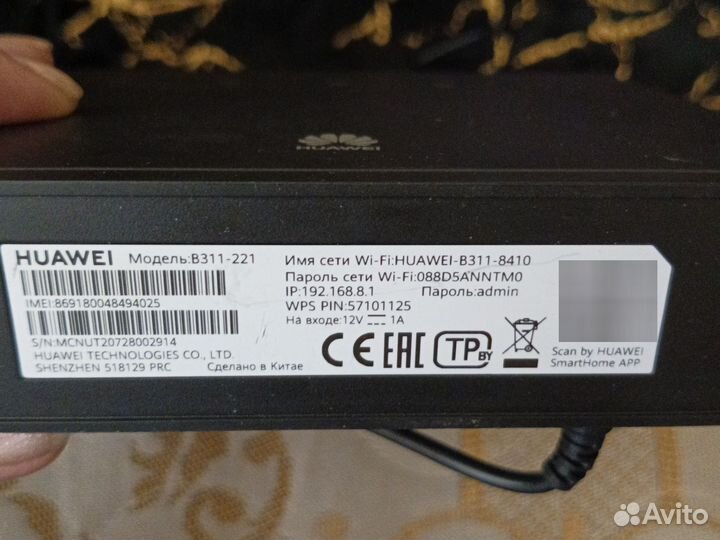 HUAWEI
HUAWEI Модель:B311-221
IMEI:869180048494025
S/N:MCNUT20728002914
HUAWEI TECHNOLOGIES CO., LTD.
SHENZHEN 518129 PRC Сделано в Китае
Имя сети Wi-Fi:HUAWEI-B311-8410
Пароль сети Wi-Fi:088D5ANNTM0
IP:192.168.8.1 Пароль:admin
WPS PIN:57101125
На входе:12V 1A
CE EAC TP BY
Scan by HUAWEI
SmartHome APP
Avito